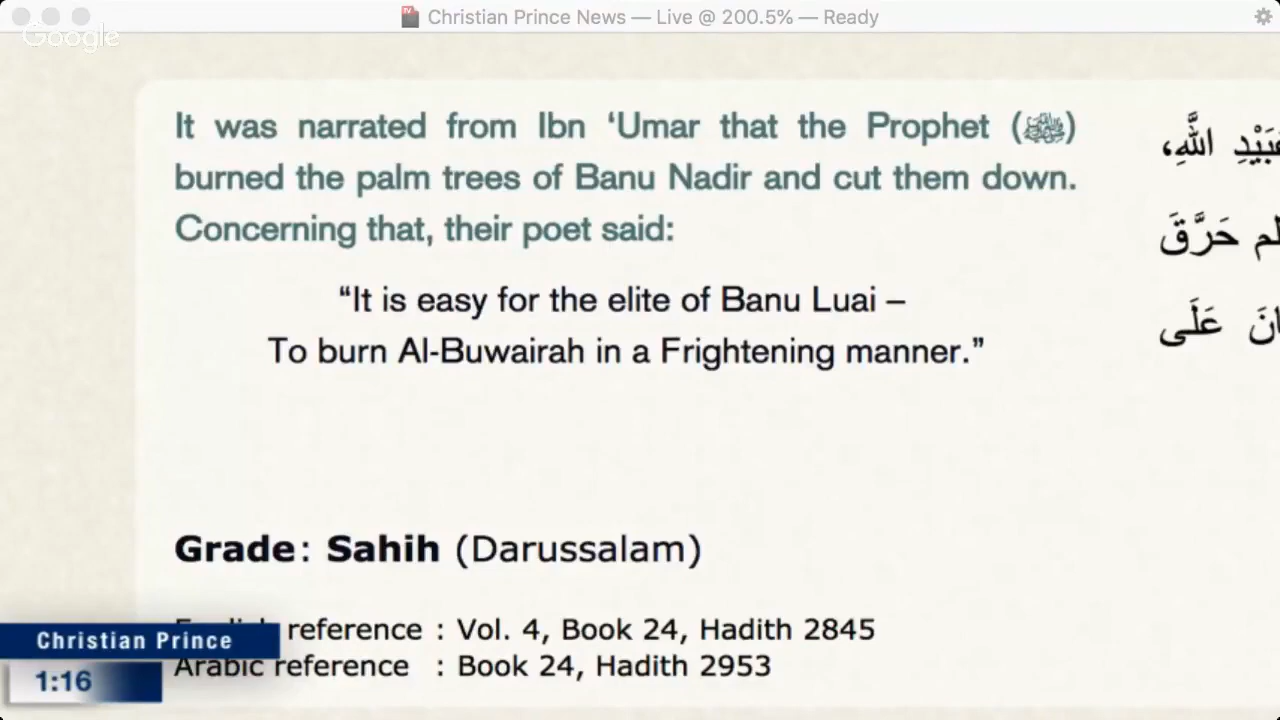 Christian Prince News — Live @ 200.5% — Ready
Google
It was narrated from Ibn ‘Umar that the Prophet (ﷺ)
burned the palm trees of Banu Nadir and cut them down.
Concerning that, their poet said:
“It is easy for the elite of Banu Luai –
To burn Al-Buwairah in a Frightening manner.”
الله،
حَرَّقَ
عَلَى
Grade: Sahih (Darussalam)
reference : Vol. 4, Book 24, Hadith 2845
Arabic reference : Book 24, Hadith 2953
Christian Prince
1:16